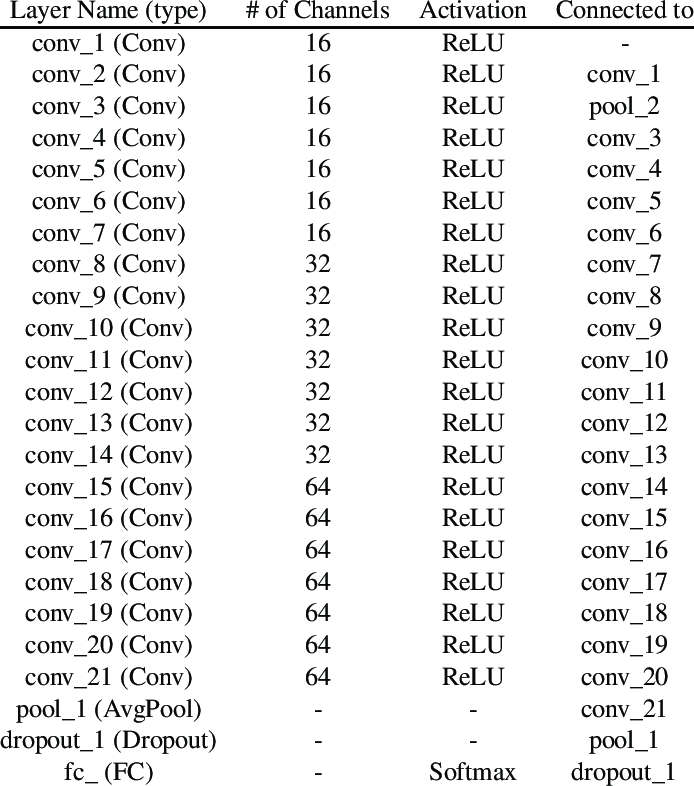 Layer Name (type) # of Channels Activation Connected to
conv_1 (Conv) 16 ReLU -
conv_2 (Conv) 16 ReLU conv_1
conv_3 (Conv) 16 ReLU pool_2
conv_4 (Conv) 16 ReLU conv_3
conv_5 (Conv) 16 ReLU conv_4
conv_6 (Conv) 16 ReLU conv_5
conv_7 (Conv) 16 ReLU conv_6
conv_8 (Conv) 32 ReLU conv_7
conv_9 (Conv) 32 ReLU conv_8
conv_10 (Conv) 32 ReLU conv_9
conv_11 (Conv) 32 ReLU conv_10
conv_12 (Conv) 32 ReLU conv_11
conv_13 (Conv) 32 ReLU conv_12
conv_14 (Conv) 32 ReLU conv_13
conv_15 (Conv) 64 ReLU conv_14
conv_16 (Conv) 64 ReLU conv_15
conv_17 (Conv) 64 ReLU conv_16
conv_18 (Conv) 64 ReLU conv_17
conv_19 (Conv) 64 ReLU conv_18
conv_20 (Conv) 64 ReLU conv_19
conv_21 (Conv) 64 ReLU conv_20
pool_1 (AvgPool) - - conv_21
dropout_1 (Dropout) - - pool_1
fc_ (FC) - Softmax dropout_1